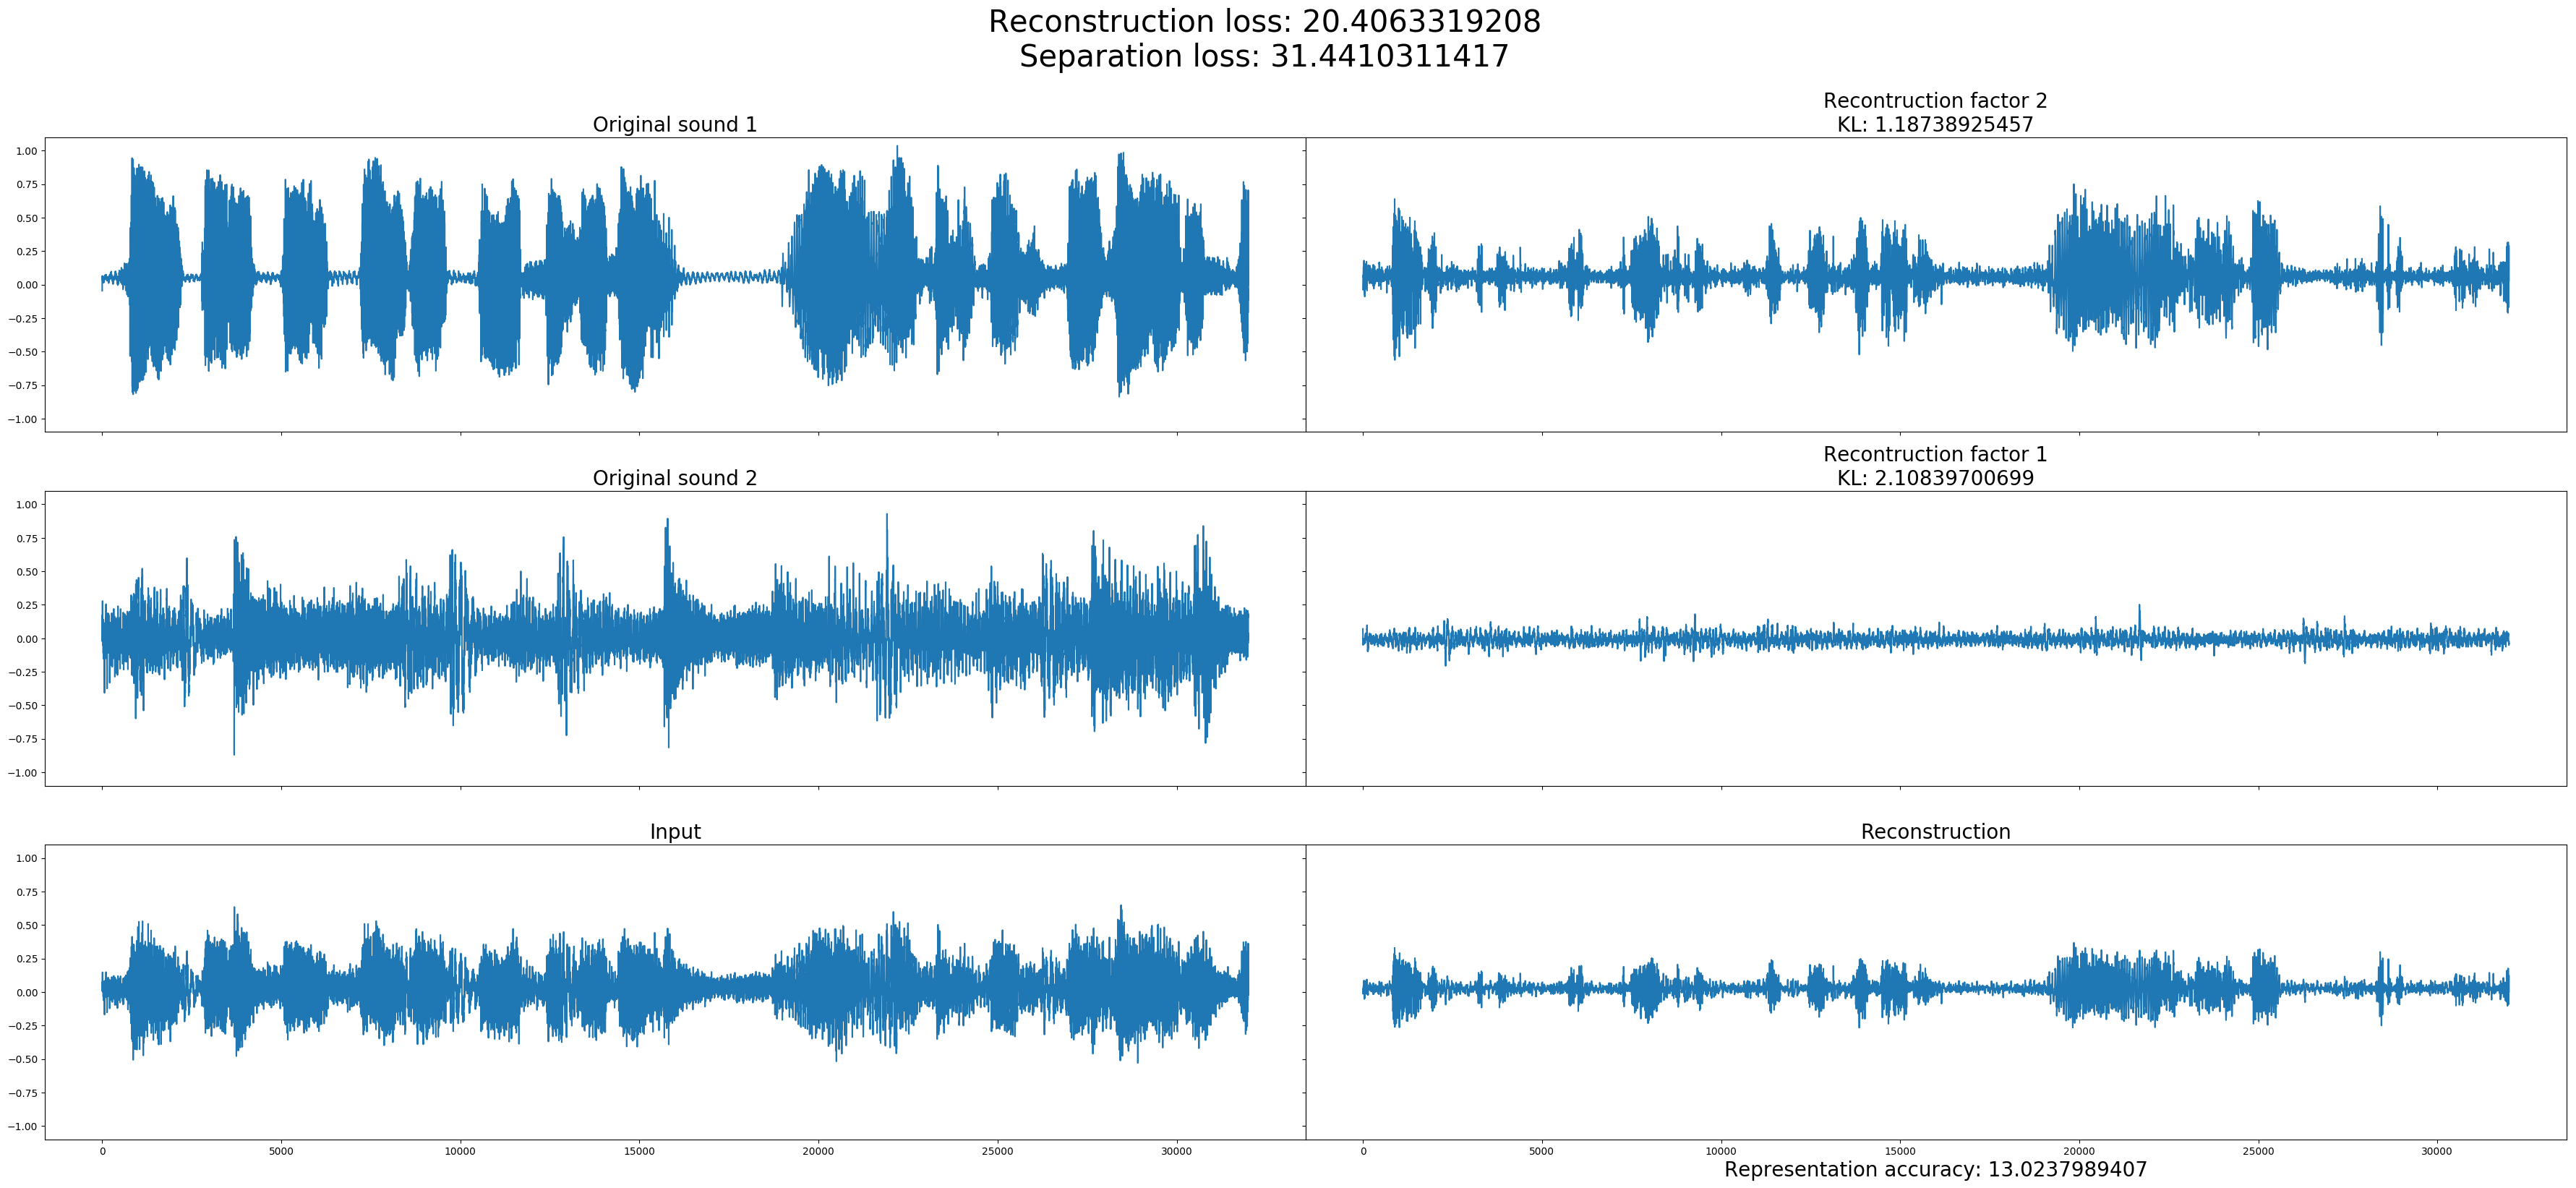 Reconstruction loss: 20.4063319208
Separation loss: 31.4410311417
Original sound 1
Recontruction factor 2
KL: 1.18738925457
1.00
0.75
0.50
0.25
0.00
−0.25
−0.50
−0.75
−1.00
Original sound 2
Recontruction factor 1
KL: 2.10839700699
1.00
0.75
0.50
0.25
0.00
−0.25
−0.50
−0.75
−1.00
Input
Reconstruction
1.00
0.75
0.50
0.25
0.00
−0.25
−0.50
−0.75
−1.00
0 5000 10000 15000 20000 25000 30000 0 5000 10000 15000 20000 25000 30000
Representation accuracy: 13.0237989407